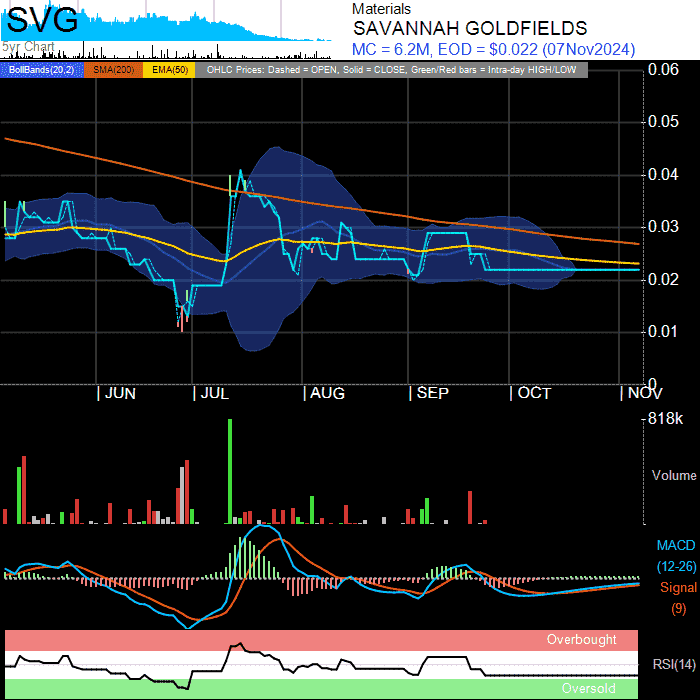 SVG
5yr Chart
Materials
SAVANNAH GOLDFIELDS
MC = 6.2M, EOD = $0.022 (07Nov2024)
BollBands(20,2) SMA(200) EMA(50) OHLC Prices: Dashed = OPEN, Solid = CLOSE, Green/Red bars = Intra-day HIGH/LOW
0.06
0.05
0.04
0.03
0.02
0.01
0
JUN JUL AUG SEP OCT NOV
818k
Volume
MACD
(12-26)
Signal
(9)
Overbought
RSI(14)
Oversold